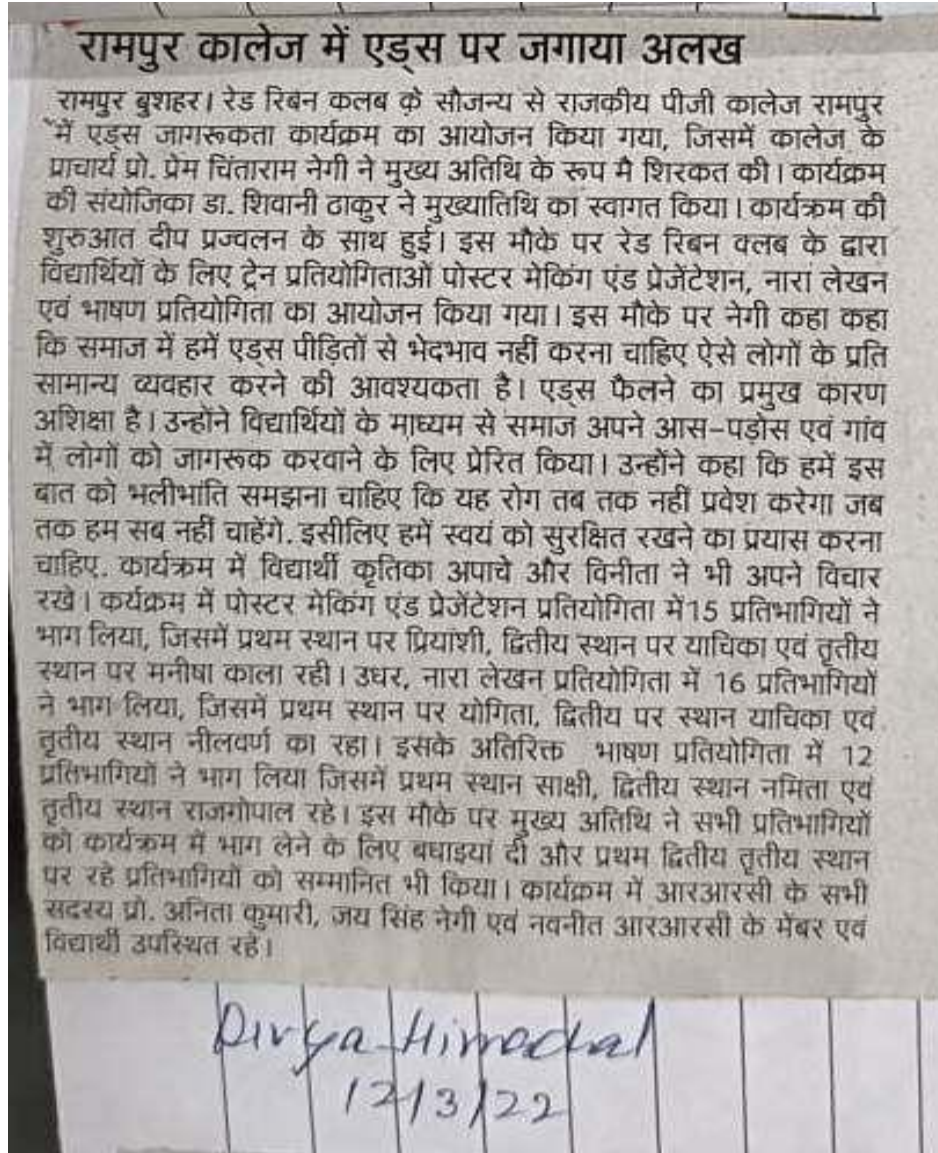 रामपुर कालेज में एड्स पर जगाया अलख
रामपुर बुशहर। रेड रिबन कलब के सौजन्य से राजकीय पीजी कालेज रामपुर
में एड्स जागरूकता कार्यक्रम का आयोजन किया गया, जिसमें कालेज के
प्राचार्य प्रो. प्रेम चिंताराम नेगी ने मुख्य अतिथि के रूप मै शिरकत की। कार्यक्रम
की संयोजिका डा. शिवानी ठाकुर ने मुख्यातिथि का स्वागत किया। कार्यक्रम की
शुरुआत दीप प्रज्वलन के साथ हुई। इस मौके पर रेड रिबन क्लब के द्वारा
विद्यार्थियों के लिए ट्रेन प्रतियोगिताओं पोस्टर मेकिंग एंड प्रेजेंटेशन, नारा लेखन
एवं भाषण प्रतियोगिता का आयोजन किया गया। इस मौके पर नेगी कहा कहा
कि समाज में हमें एड्स पीड़ितों से भेदभाव नहीं करना चाहिए ऐसे लोगों के प्रति
सामान्य व्यवहार करने की आवश्यकता है। एड्स फैलने का प्रमुख कारण
अशिक्षा है। उन्होंने विद्यार्थियों के माध्यम से समाज अपने आस-पड़ोस एवं गांव
में लोगों को जागरूक करवाने के लिए प्रेरित किया। उन्होंने कहा कि हमें इस
बात को भलीभांति समझना चाहिए कि यह रोग तब तक नहीं प्रवेश करेगा जब
तक हम सब नहीं चाहेंगे. इसीलिए हमें स्वयं को सुरक्षित रखने का प्रयास करना
चाहिए. कार्यक्रम में विद्यार्थी कृतिका अपाचे और विनीता ने भी अपने विचार
रखे। कर्यक्रम में पोस्टर मेकिंग एंड प्रेजेंटेशन प्रतियोगिता में15 प्रतिभागियों ने
भाग लिया, जिसमें प्रथम स्थान पर प्रियांशी, द्वितीय स्थान पर याचिका एवं तृतीय
स्थान पर मनीषा काला रही। उधर, नारा लेखन प्रतियोगिता में 16 प्रतिभागियों
ने भाग लिया, जिसमें प्रथम स्थान पर योगिता, द्वितीय पर स्थान याचिका एवं
तृतीय स्थान नीलवर्ण का रहा। इसके अतिरिक्त भाषण प्रतियोगिता में 12
प्रतिभागियों ने भाग लिया जिसमें प्रथम स्थान साक्षी, द्वितीय स्थान नमिता एवं
तृतीय स्थान राजगोपाल रहे। इस मौके पर मुख्य अतिथि ने सभी प्रतिभागियों
को कार्यक्रम में भाग लेने के लिए बधाइयां दी और प्रथम द्वितीय तृतीय स्थान
पर रहे प्रतिभागियों को सम्मानित भी किया। कार्यक्रम में आरआरसी के सभी
सदस्य प्रो. अनिता कुमारी, जय सिंह नेगी एवं नवनीत आरआरसी के मेंबर एवं
विद्यार्थी उपस्थित रहे।
Divya Himachal
12/3/22